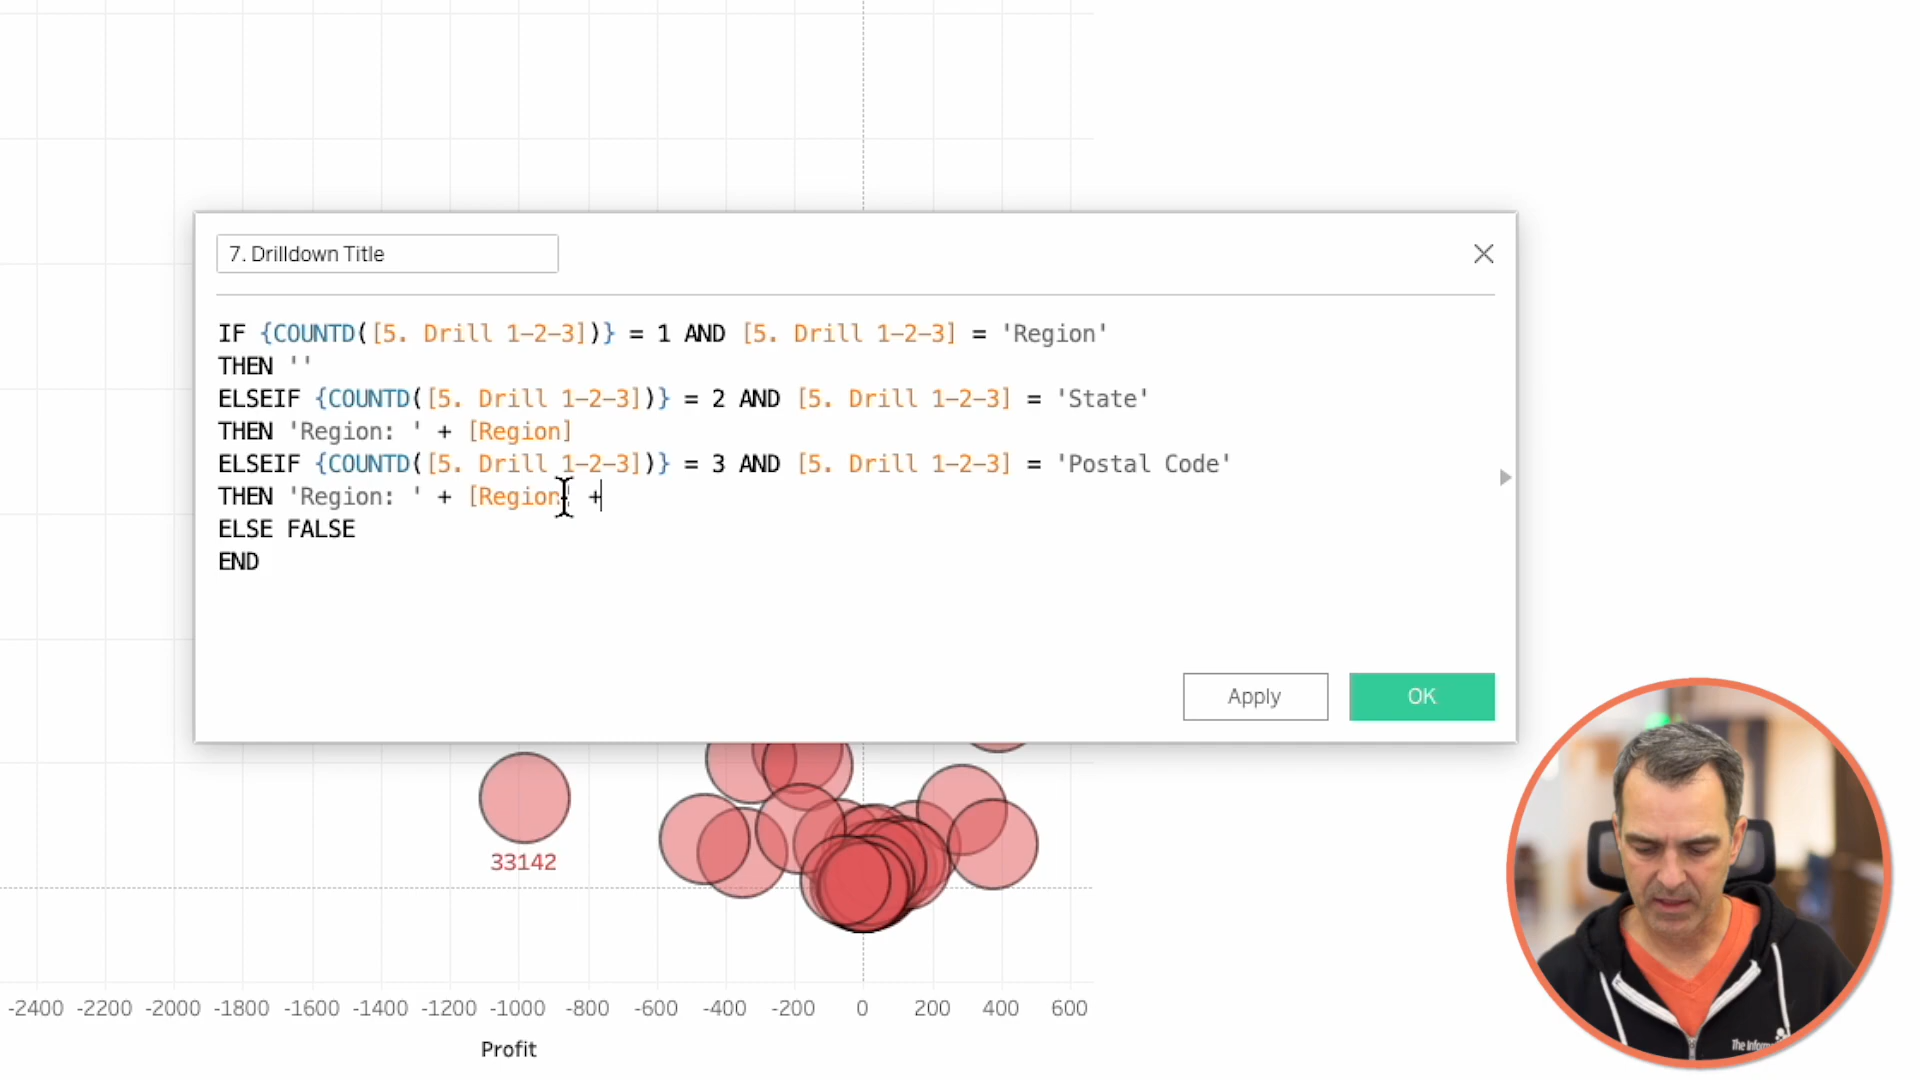 7. Drilldown Title
IF {COUNTD([5. Drill 1-2-3])} = 1 AND [5. Drill 1-2-3] = 'Region'
THEN ''
ELSEIF {COUNTD([5. Drill 1-2-3])} = 2 AND [5. Drill 1-2-3] = 'State'
THEN 'Region: ' + [Region]
ELSEIF {COUNTD([5. Drill 1-2-3])} = 3 AND [5. Drill 1-2-3] = 'Postal Code'
THEN 'Region: ' + [Region] +
ELSE FALSE
END
Apply OK
33142
-2400 -2200 -2000 -1800 -1600 -1400 -1200 -1000 -800 -600 -400 -200 0 200 400 600
Profit
The